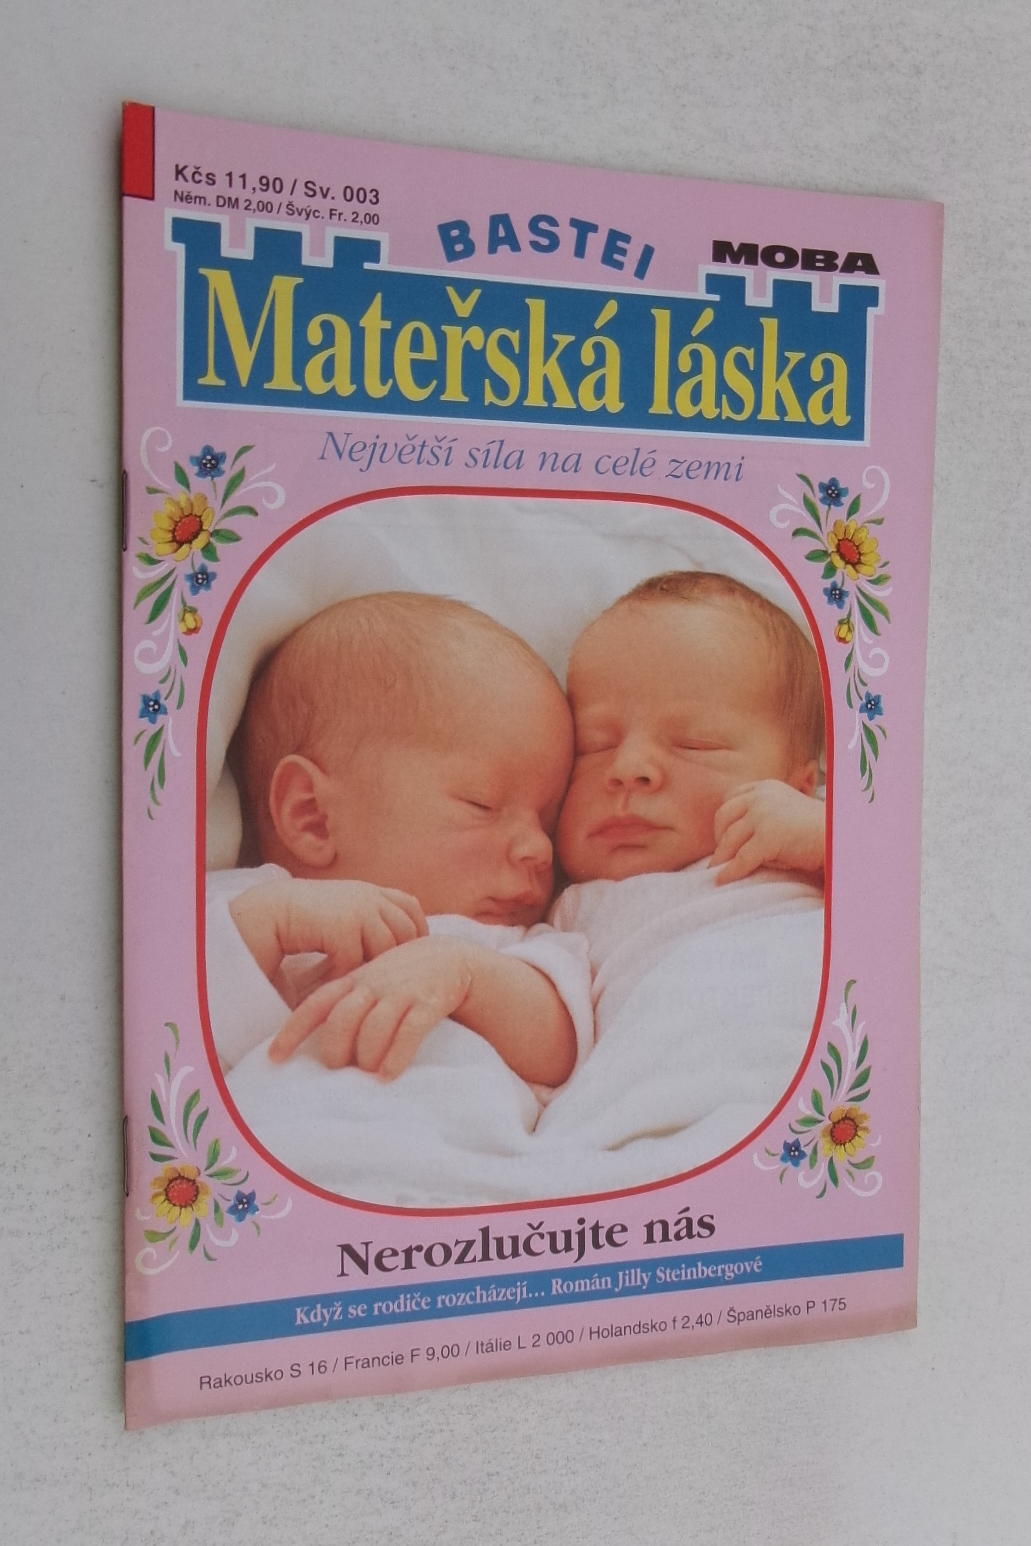 Kčs 11,90 / Sv. 003
Něm. DM 2,00 / Švýc. Fr. 2,00
BASTEI
MOBA
Mateřská láska
Největší síla na celé zemi
Nerozlučujte nás
Když se rodiče rozcházejí... Román Jilly Steinbergové
Rakousko S 16 / Francie F 9,00 / Itálie L 2 000 / Holandsko f 2,40 / Španělsko P 175